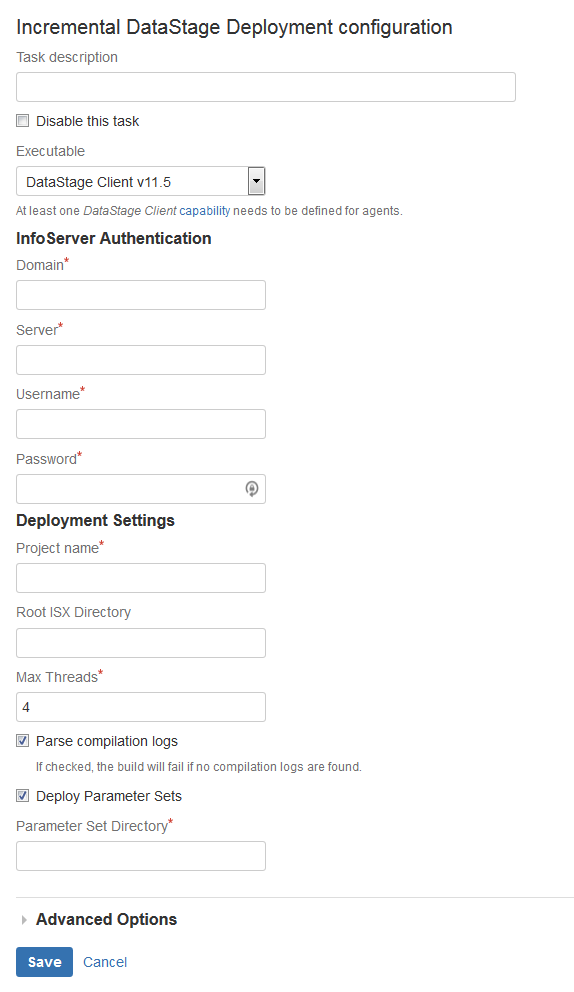 Incremental DataStage Deployment configuration
Task description
Disable this task
Executable
DataStage Client v11.5
At least one DataStage Client capability needs to be defined for agents.
InfoServer Authentication
Domain*
Server*
Username*
Password*
Deployment Settings
Project name*
Root ISX Directory
Max Threads*
4
Parse compilation logs
If checked, the build will fail if no compilation logs are found.
Deploy Parameter Sets
Parameter Set Directory*
Advanced Options
Save Cancel